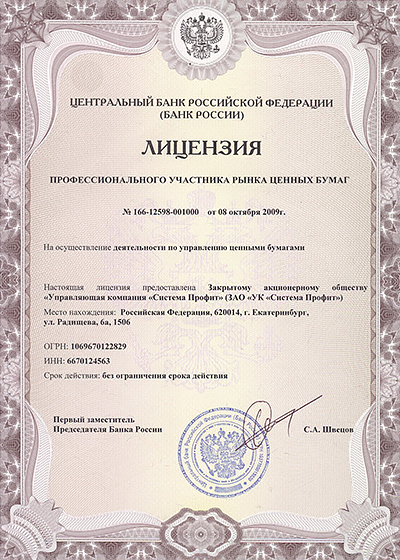 ЦЕНТРАЛЬНЫЙ БАНК РОССИЙСКОЙ ФЕДЕРАЦИИ
(БАНК РОССИИ)
ЛИЦЕНЗИЯ
ПРОФЕССИОНАЛЬНОГО УЧАСТНИКА РЫНКА ЦЕННЫХ БУМАГ
№ 166-12598-001000 от 08 октября 2009г.
На осуществление деятельности по управлению ценными бумагами
Настоящая лицензия предоставлена Закрытому акционерному обществу
«Управляющая компания «Система Профит» (ЗАО «УК «Система Профит»)
Место нахождения: Российская Федерация, 620014, г. Екатеринбург,
ул. Радищева, 6а, 1506
ОГРН: 1069670122829
ИНН: 6670124563
Срок действия: без ограничения срока действия
Первый заместитель
Председателя Банка России
С.А. Швецов